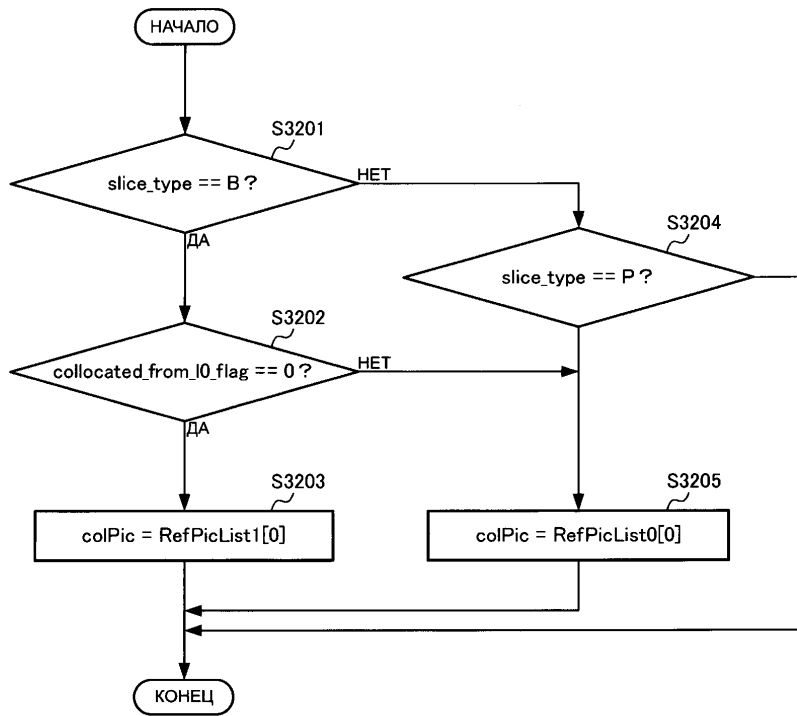 НАЧАЛО
S3201
slice_type == B ?
НЕТ
ДА
S3204
slice_type == P ?
S3202
collocated_from_l0_flag == 0 ?
НЕТ
ДА
S3203
colPic = RefPicList1[0]
S3205
colPic = RefPicList0[0]
КОНЕЦ